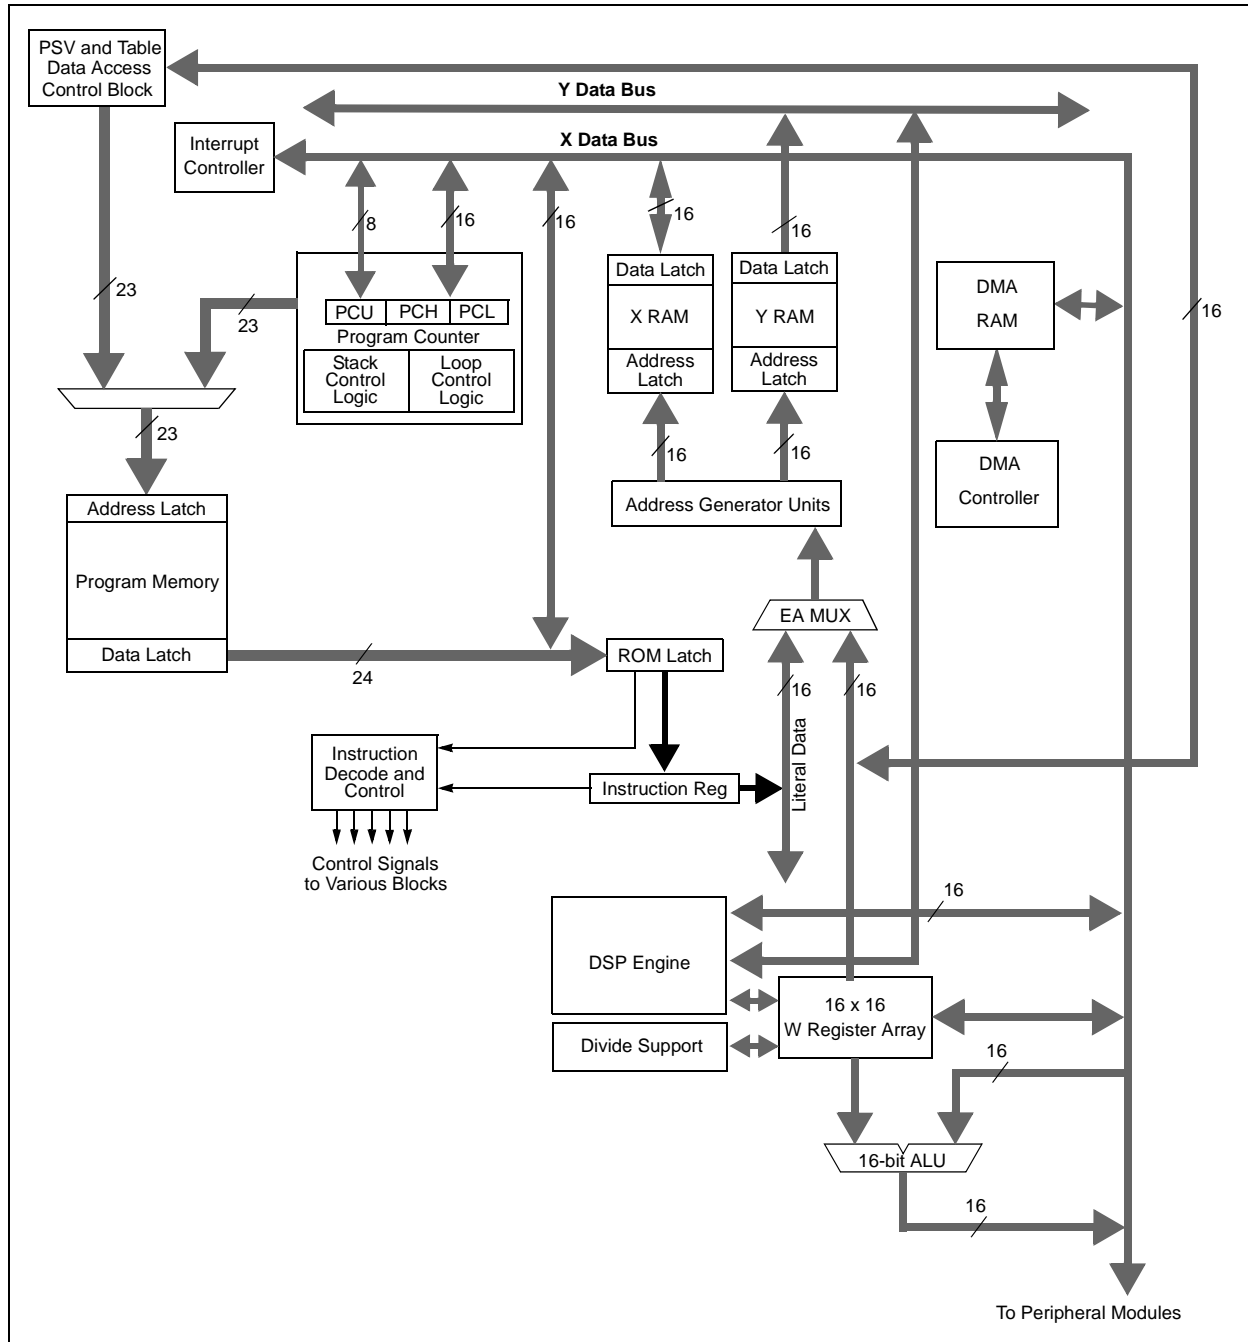 PSV and Table
Data Access
Control Block
Y Data Bus
Interrupt
Controller
X Data Bus
8
16
16
16
16
23
23
16
Data Latch
Data Latch
DMA
RAM
PCU
PCH
PCL
X RAM
Y RAM
Program Counter
Stack
Control
Logic
Loop
Control
Logic
Address
Latch
Address
Latch
23
16
16
DMA
Controller
Address Latch
Address Generator Units
Program Memory
EA MUX
Data Latch
24
ROM Latch
16
16
Literal Data
Instruction
Decode and
Control
Instruction Reg
Control Signals
to Various Blocks
16
DSP Engine
16 x 16
W Register Array
Divide Support
16
16-bit ALU
16
To Peripheral Modules